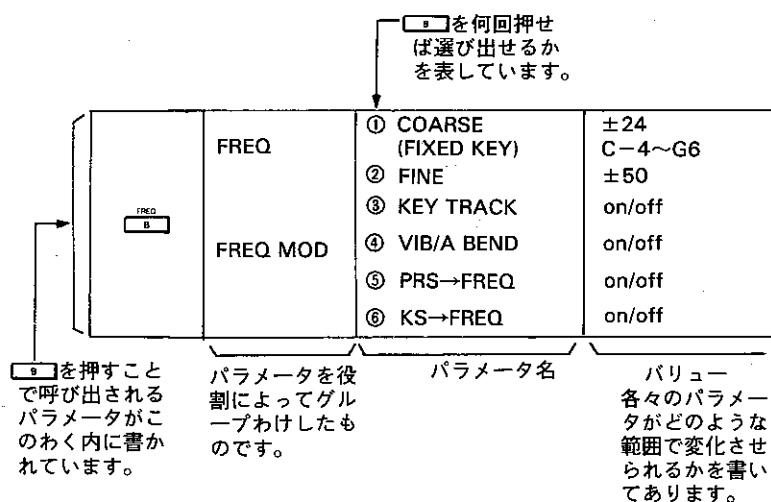 9 を何回押せ
ば選び出せるか
を表しています。
FREQ
8
FREQ
FREQ MOD
① COARSE
(FIXED KEY)
② FINE
③ KEY TRACK
④ VIB/A BEND
⑤ PRS→FREQ
⑥ KS→FREQ
±24
C−4〜G6
±50
on/off
on/off
on/off
on/off
9 を押すこと
で呼び出される
パラメータがこ
のわく内に書か
れています。
パラメータを役
割によってグル
ープわけしたも
のです。
パラメータ名
バリュー
各々のパラメー
タがどのような
範囲で変化させ
られるかを書い
てあります。